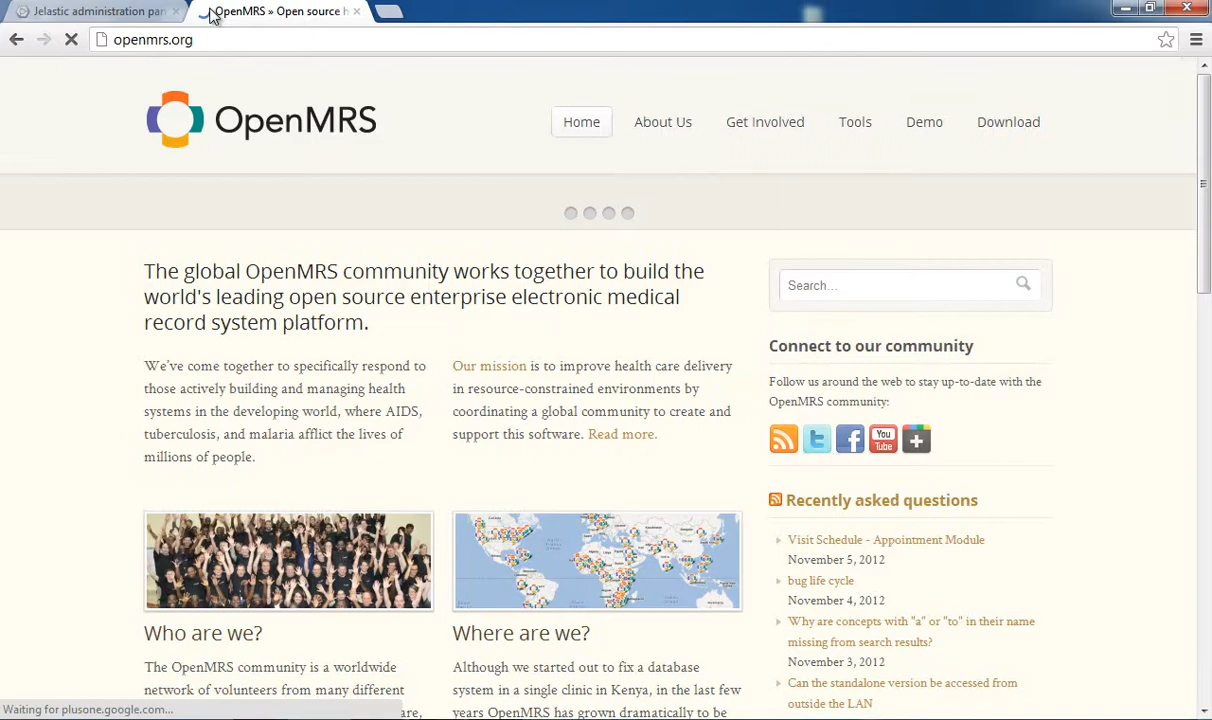 Jelastic administration pan
OpenMRS » Open source h
openmrs.org
OpenMRS
Home
About Us
Get Involved
Tools
Demo
Download
The global OpenMRS community works together to build the
world's leading open source enterprise electronic medical
record system platform.
We've come together to specifically respond to
those actively building and managing health
systems in the developing world, where AIDS,
tuberculosis, and malaria afflict the lives of
millions of people.
Our mission is to improve health care delivery
in resource-constrained environments by
coordinating a global community to create and
support this software. Read more.
Who are we?
The OpenMRS community is a worldwide
network of volunteers from many different
Where are we?
Although we started out to fix a database
system in a single clinic in Kenya, in the last few
years OpenMRS has grown dramatically to be
Search...
Connect to our community
Follow us around the web to stay up-to-date with the
OpenMRS community:
You
Tube
Recently asked questions
Visit Schedule - Appointment Module
November 5, 2012
bug life cycle
November 4, 2012
Why are concepts with "a" or "to" in their name
missing from search results?
November 3, 2012
Can the standalone version be accessed from
outside the LAN
Waiting for plusone.google.com...